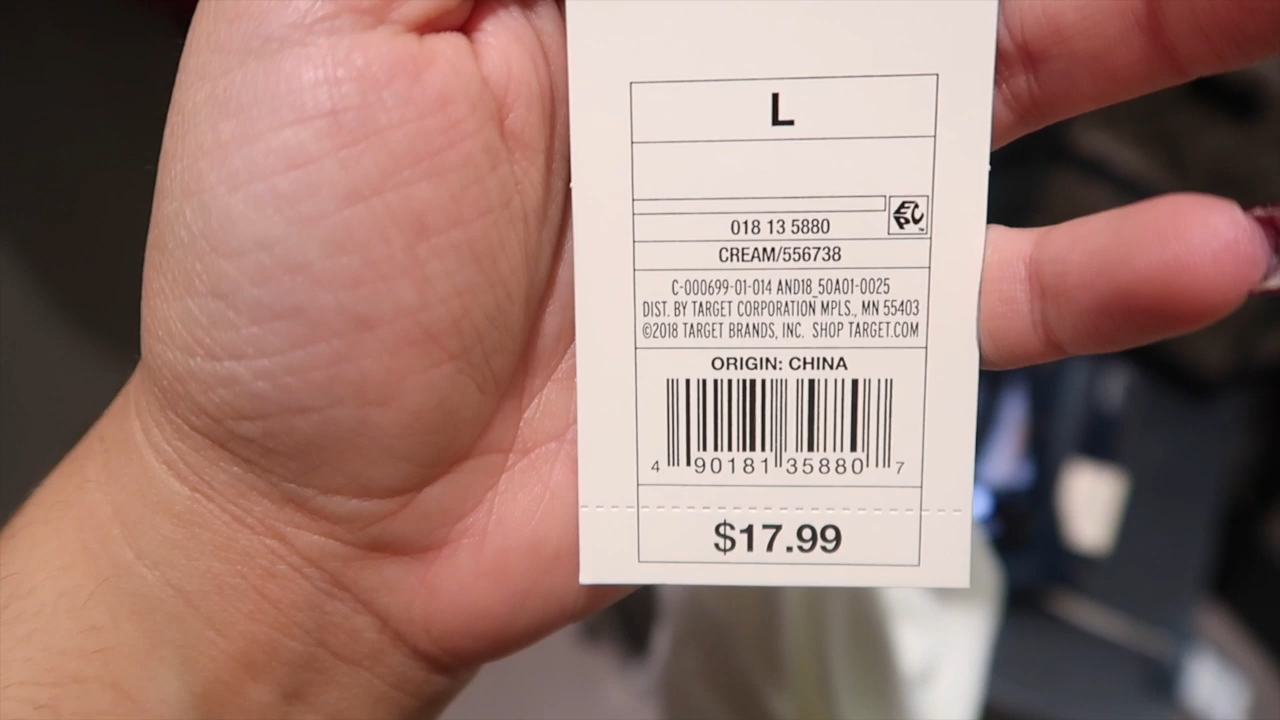 L
EPC
018 13 5880
CREAM/556738
C-000699-01-014 AND18_50A01-0025
DIST. BY TARGET CORPORATION MPLS., MN 55403
©2018 TARGET BRANDS, INC. SHOP TARGET.COM
ORIGIN: CHINA
4 90181 35880 7
$17.99